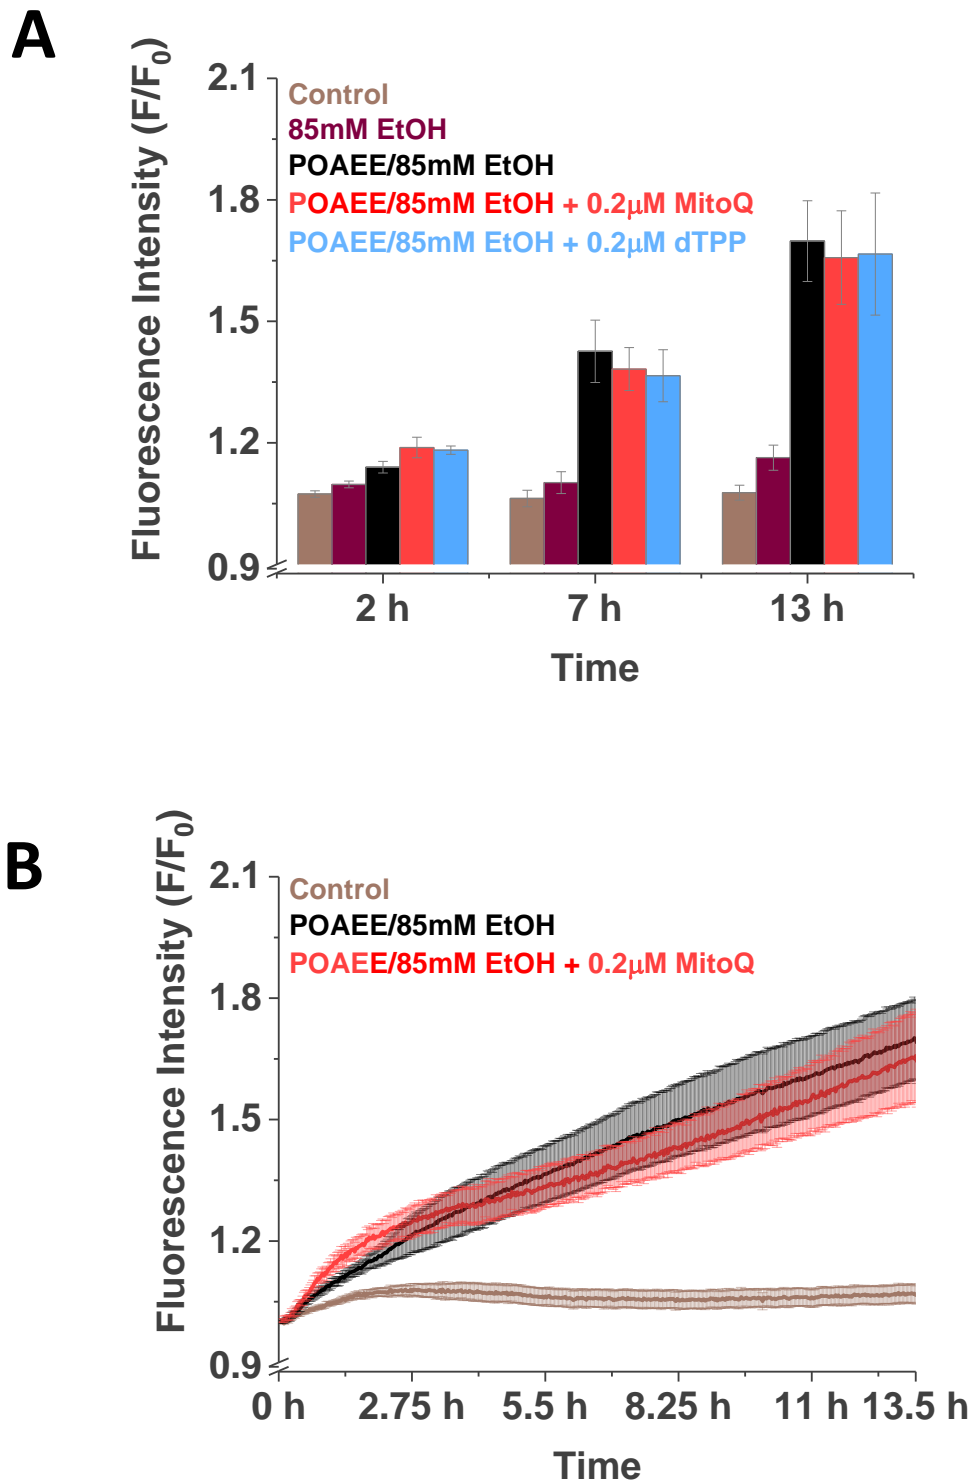 A
Fluorescence Intensity (F/F₀)
2.1
1.8
1.5
1.2
0.9
Control
85mM EtOH
POAEE/85mM EtOH
POAEE/85mM EtOH + 0.2μM MitoQ
POAEE/85mM EtOH + 0.2μM dTPP
2 h 7 h 13 h
Time
B
Fluorescence Intensity (F/F₀)
2.1
1.8
1.5
1.2
0.9
Control
POAEE/85mM EtOH
POAEE/85mM EtOH + 0.2μM MitoQ
0 h 2.75 h 5.5 h 8.25 h 11 h 13.5 h
Time